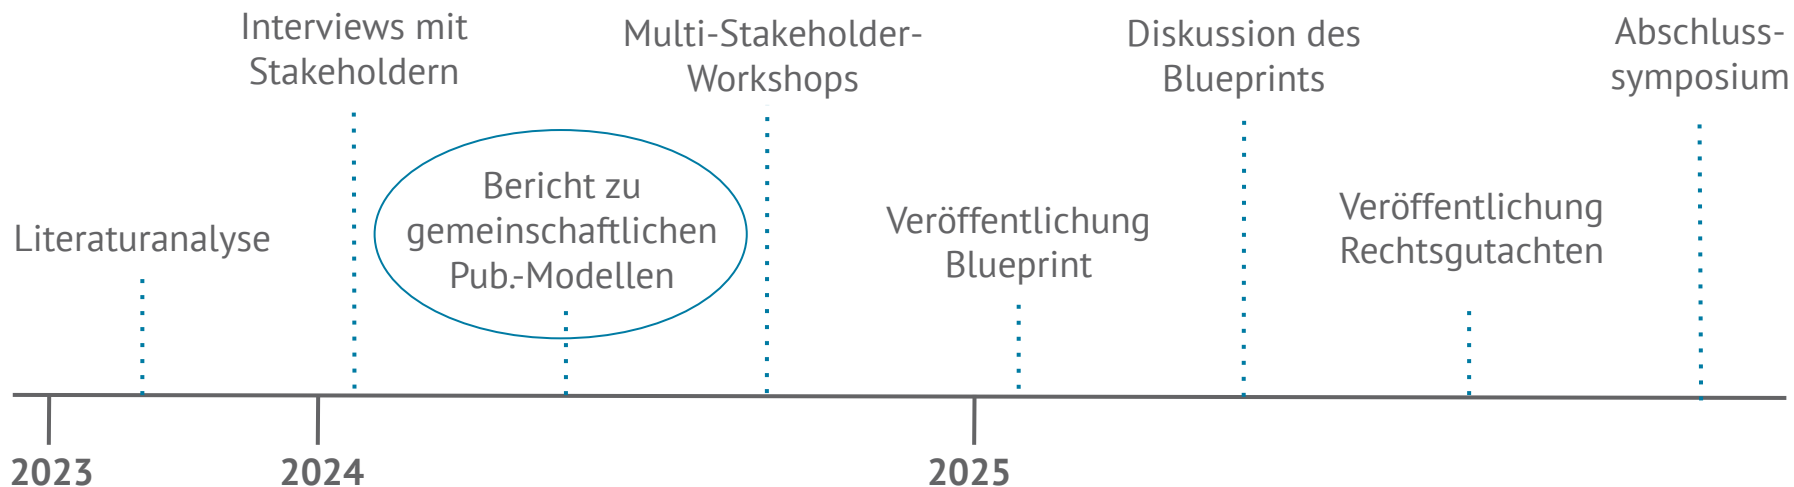 Interviews mit
Stakeholdern
Multi-Stakeholder-
Workshops
Diskussion des
Blueprints
Abschluss-
symposium
Literaturanalyse
Bericht zu
gemeinschaftlichen
Pub.-Modellen
Veröffentlichung
Blueprint
Veröffentlichung
Rechtsgutachten
2023
2024
2025